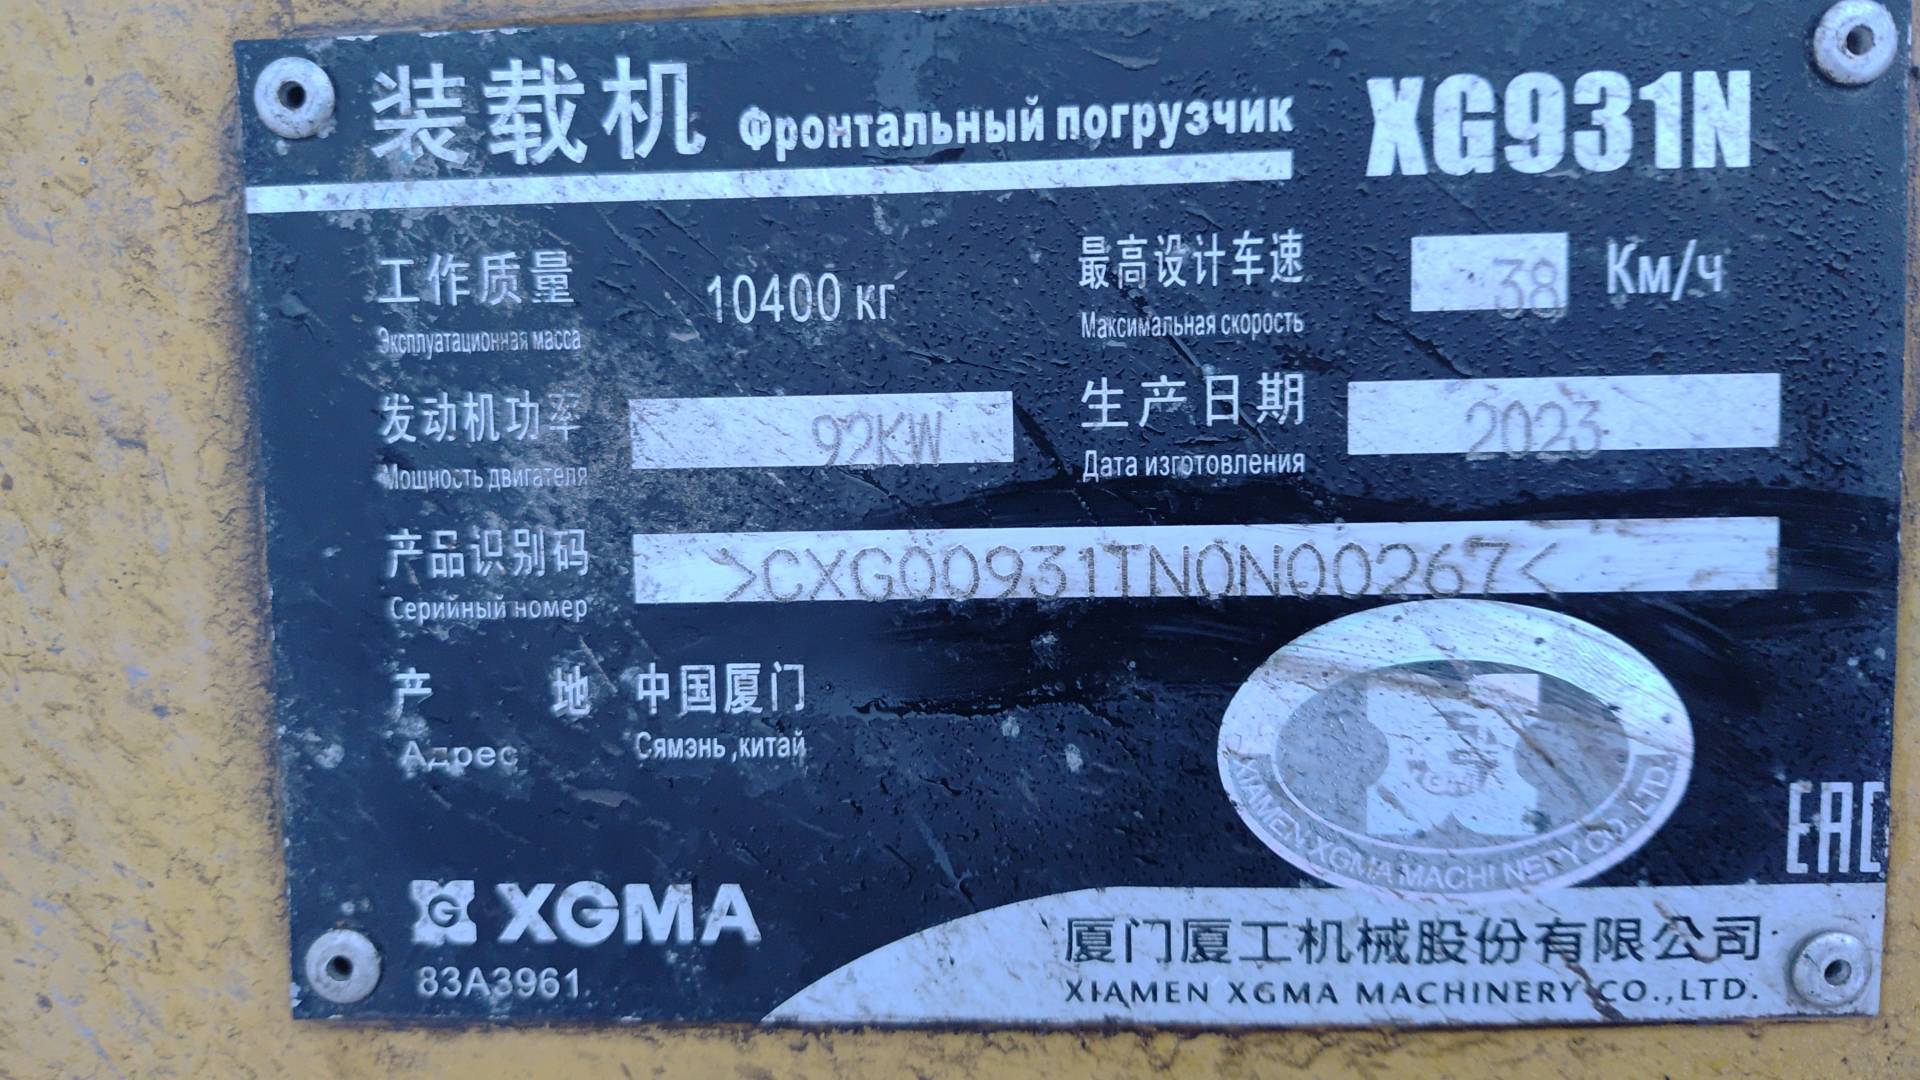 装载机 Фронтальный погрузчик XG931N
工作质量 10400 кг 最高设计车速 38 Км/ч
Эксплуатационная масса Максимальная скорость
发动机功率 92KW 生产日期 2023
Мощность двигателя Дата изготовления
产品识别码 >CXG00931TN0N00267<
Серийный номер
产 地 中国厦门
Адрес Сямэнь ,китай
XIAMEN XGMA MACHINERY CO.,LTD.
EAC
XGMA
83A3961
厦门厦工机械股份有限公司
XIAMEN XGMA MACHINERY CO.,LTD.